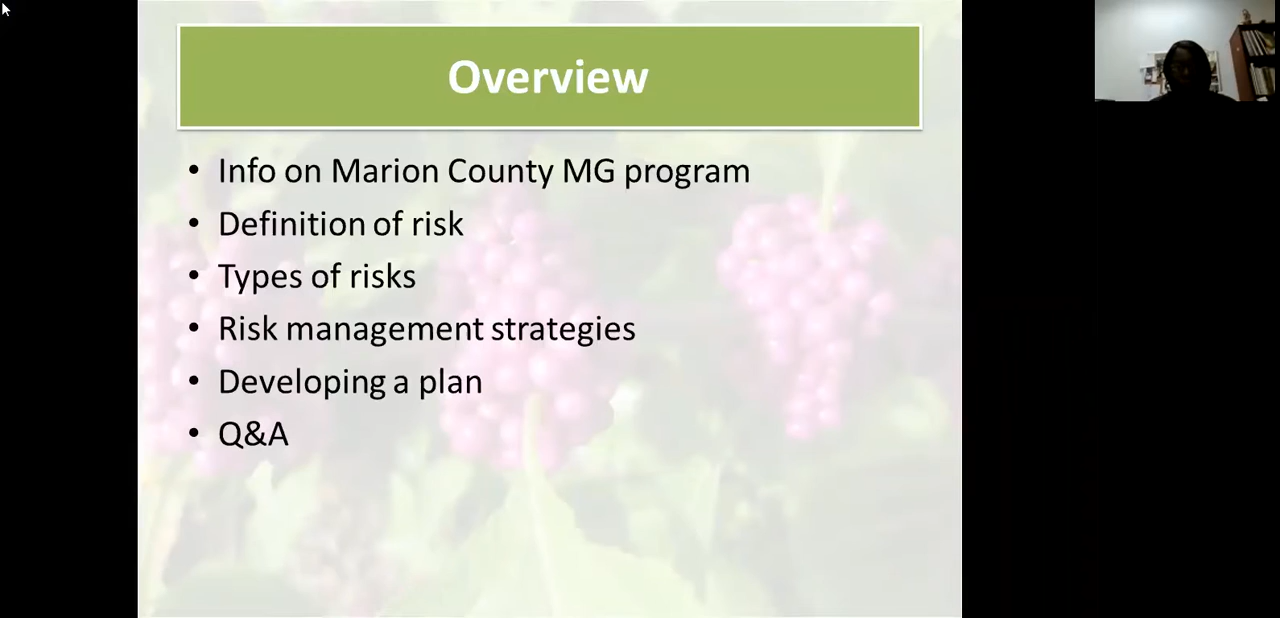 Overview
• Info on Marion County MG program
• Definition of risk
• Types of risks
• Risk management strategies
• Developing a plan
• Q&A